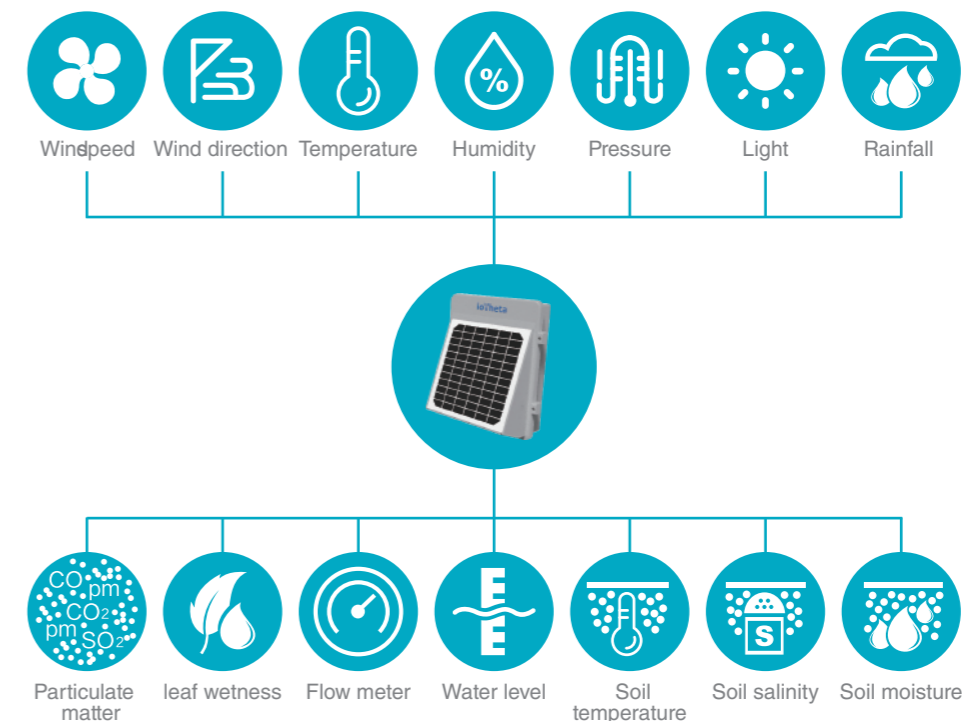 %
Windspeed Wind direction Temperature Humidity Pressure Light Rainfall
ioTheta
CO
pm
CO₂
pm
SO₂
S
Particulate matter
leaf wetness
Flow meter
Water level
Soil temperature
Soil salinity
Soil moisture